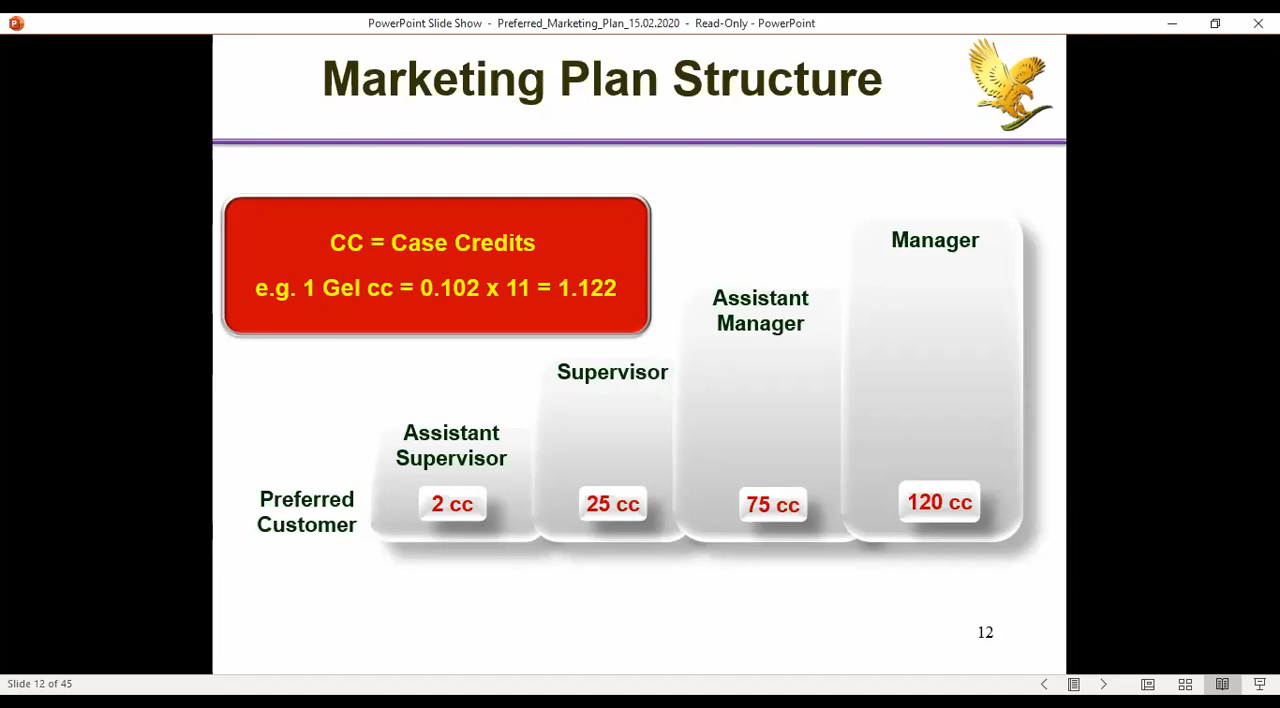 PowerPoint Slide Show - Preferred_Marketing_Plan_15.02.2020 - Read-Only - PowerPoint
Marketing Plan Structure
CC = Case Credits
e.g. 1 Gel cc = 0.102 x 11 = 1.122
Manager
Assistant
Manager
Supervisor
Assistant
Supervisor
Preferred
Customer
2 cc
25 cc
75 cc
120 cc
12
Slide 12 of 45